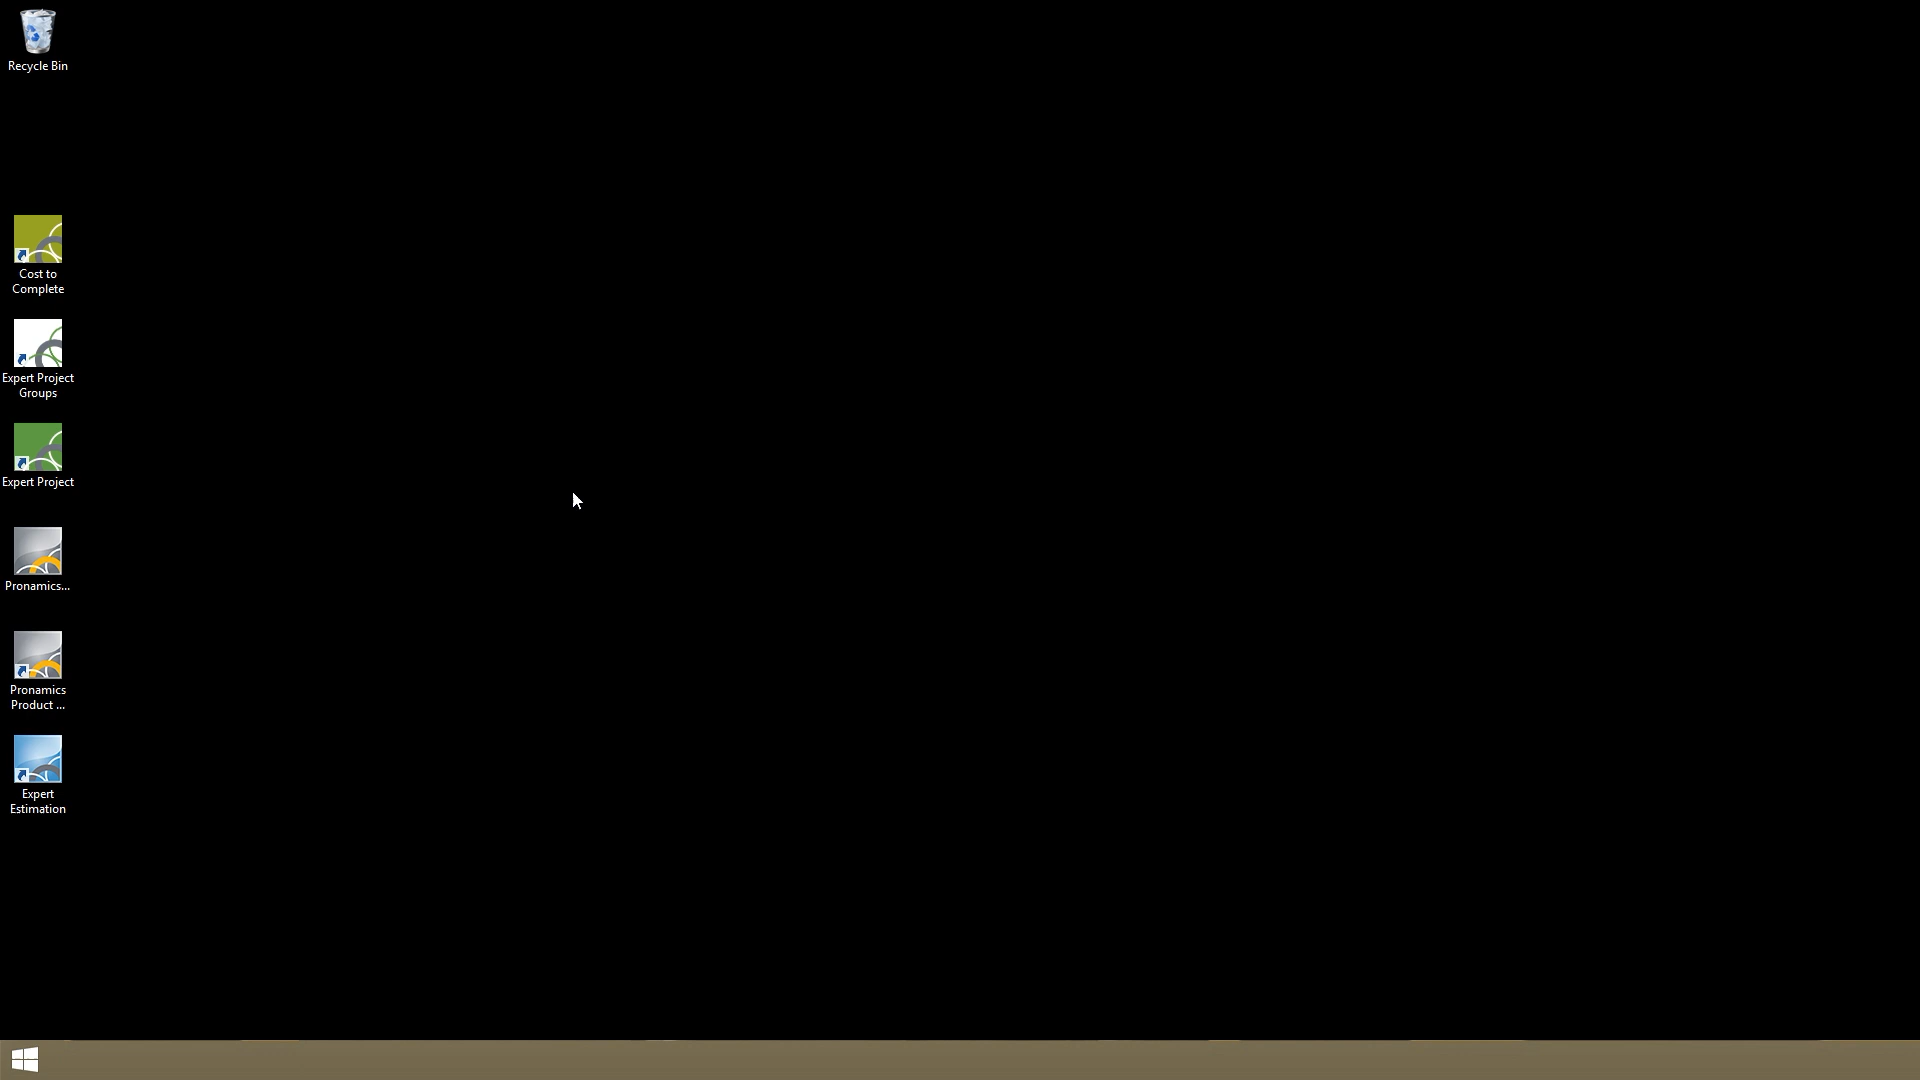 Recycle Bin
Cost to
Complete
Expert Project
Groups
Expert Project
Pronamics...
Pronamics
Product ...
Expert
Estimation